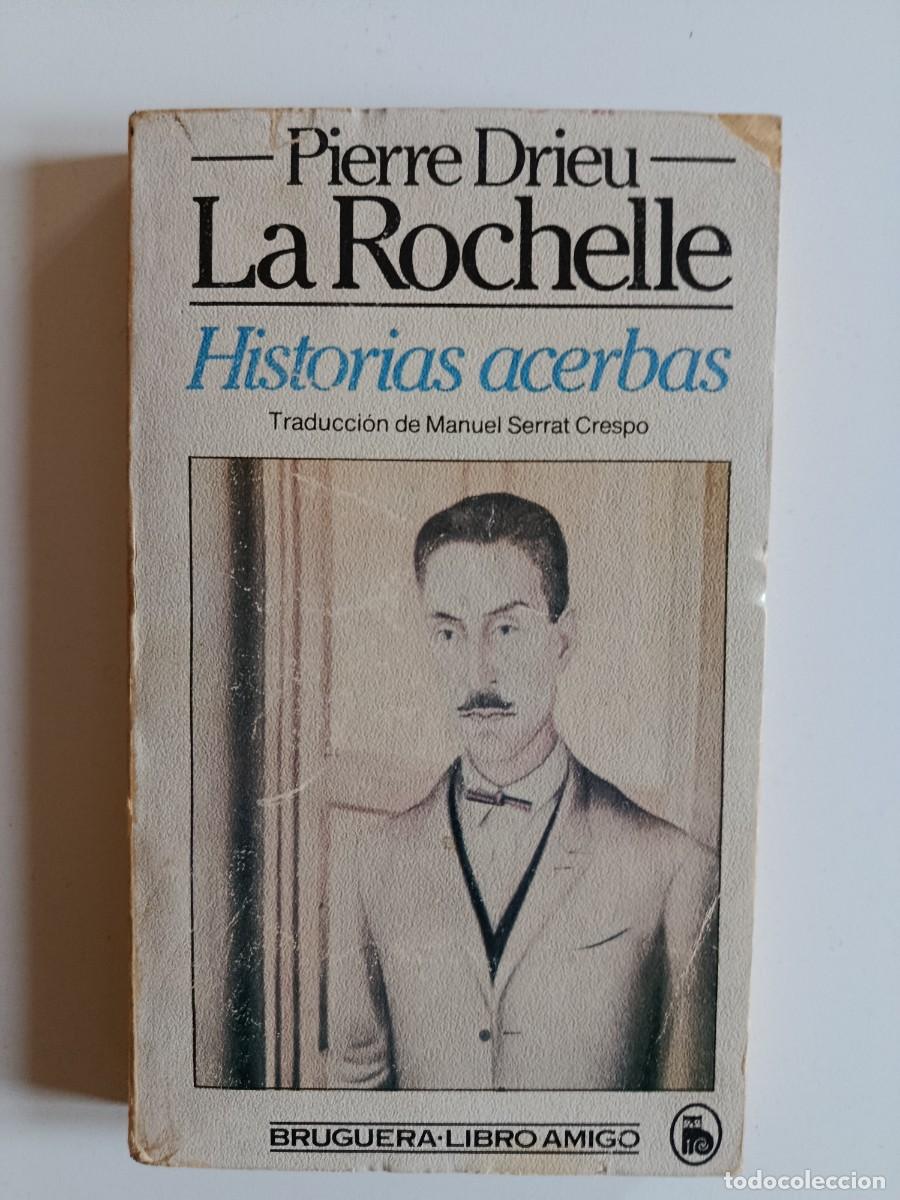 Pierre Drieu
La Rochelle
Historias acerbas
Traducción de Manuel Serrat Crespo
BRUGUERA·LIBRO AMIGO
todocoleccion